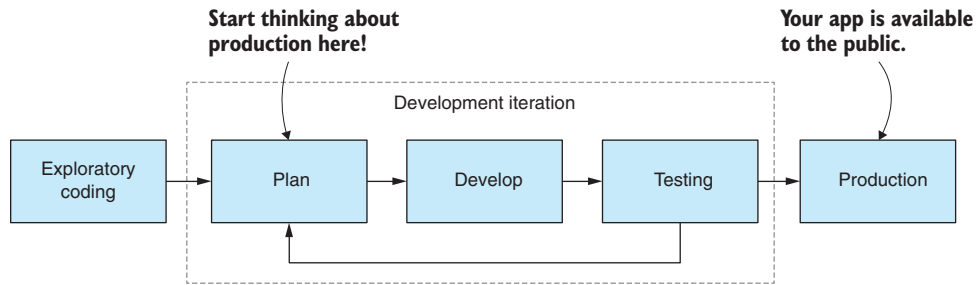 Start thinking about
production here!
Your app is available
to the public.
Development iteration
Exploratory
coding
Plan
Develop
Testing
Production